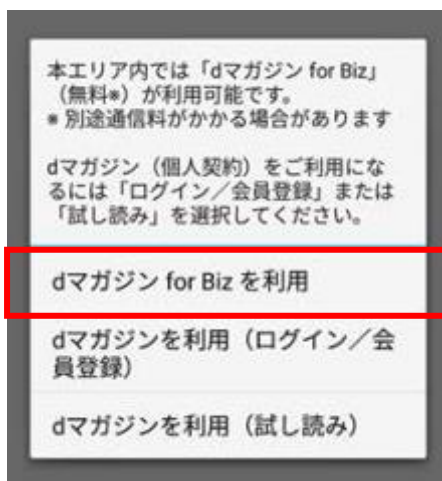 本エリア内では「dマガジン for Biz」
（無料※）が利用可能です。
※ 別途通信料がかかる場合があります
dマガジン（個人契約）をご利用にな
るには「ログイン／会員登録」または
「試し読み」を選択してください。
dマガジン for Biz を利用
dマガジンを利用（ログイン／会
員登録）
dマガジンを利用（試し読み）